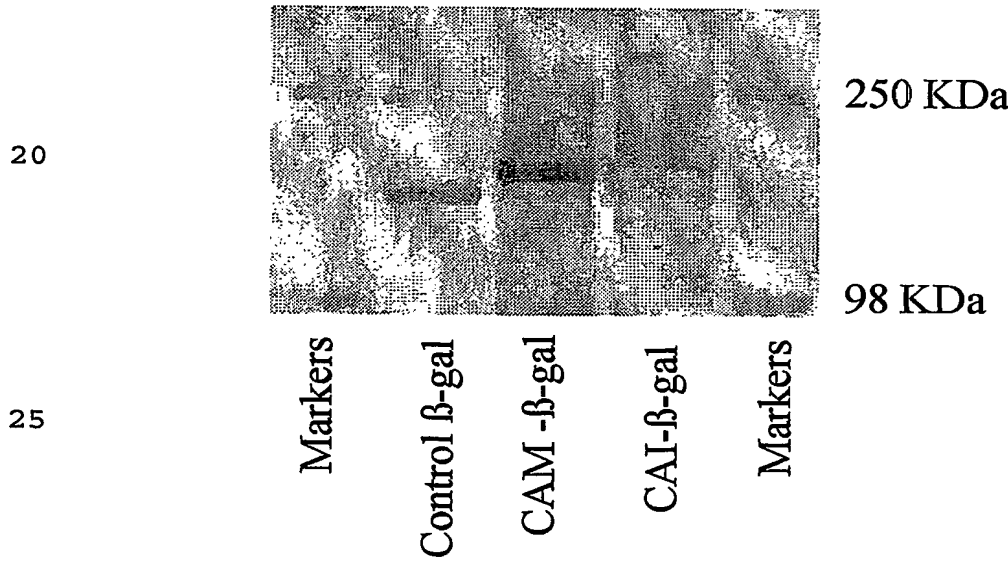 250 KDa
20
98 KDa
25
Markers
Control ß-gal
CAM -ß-gal
CAI-ß-gal
Markers